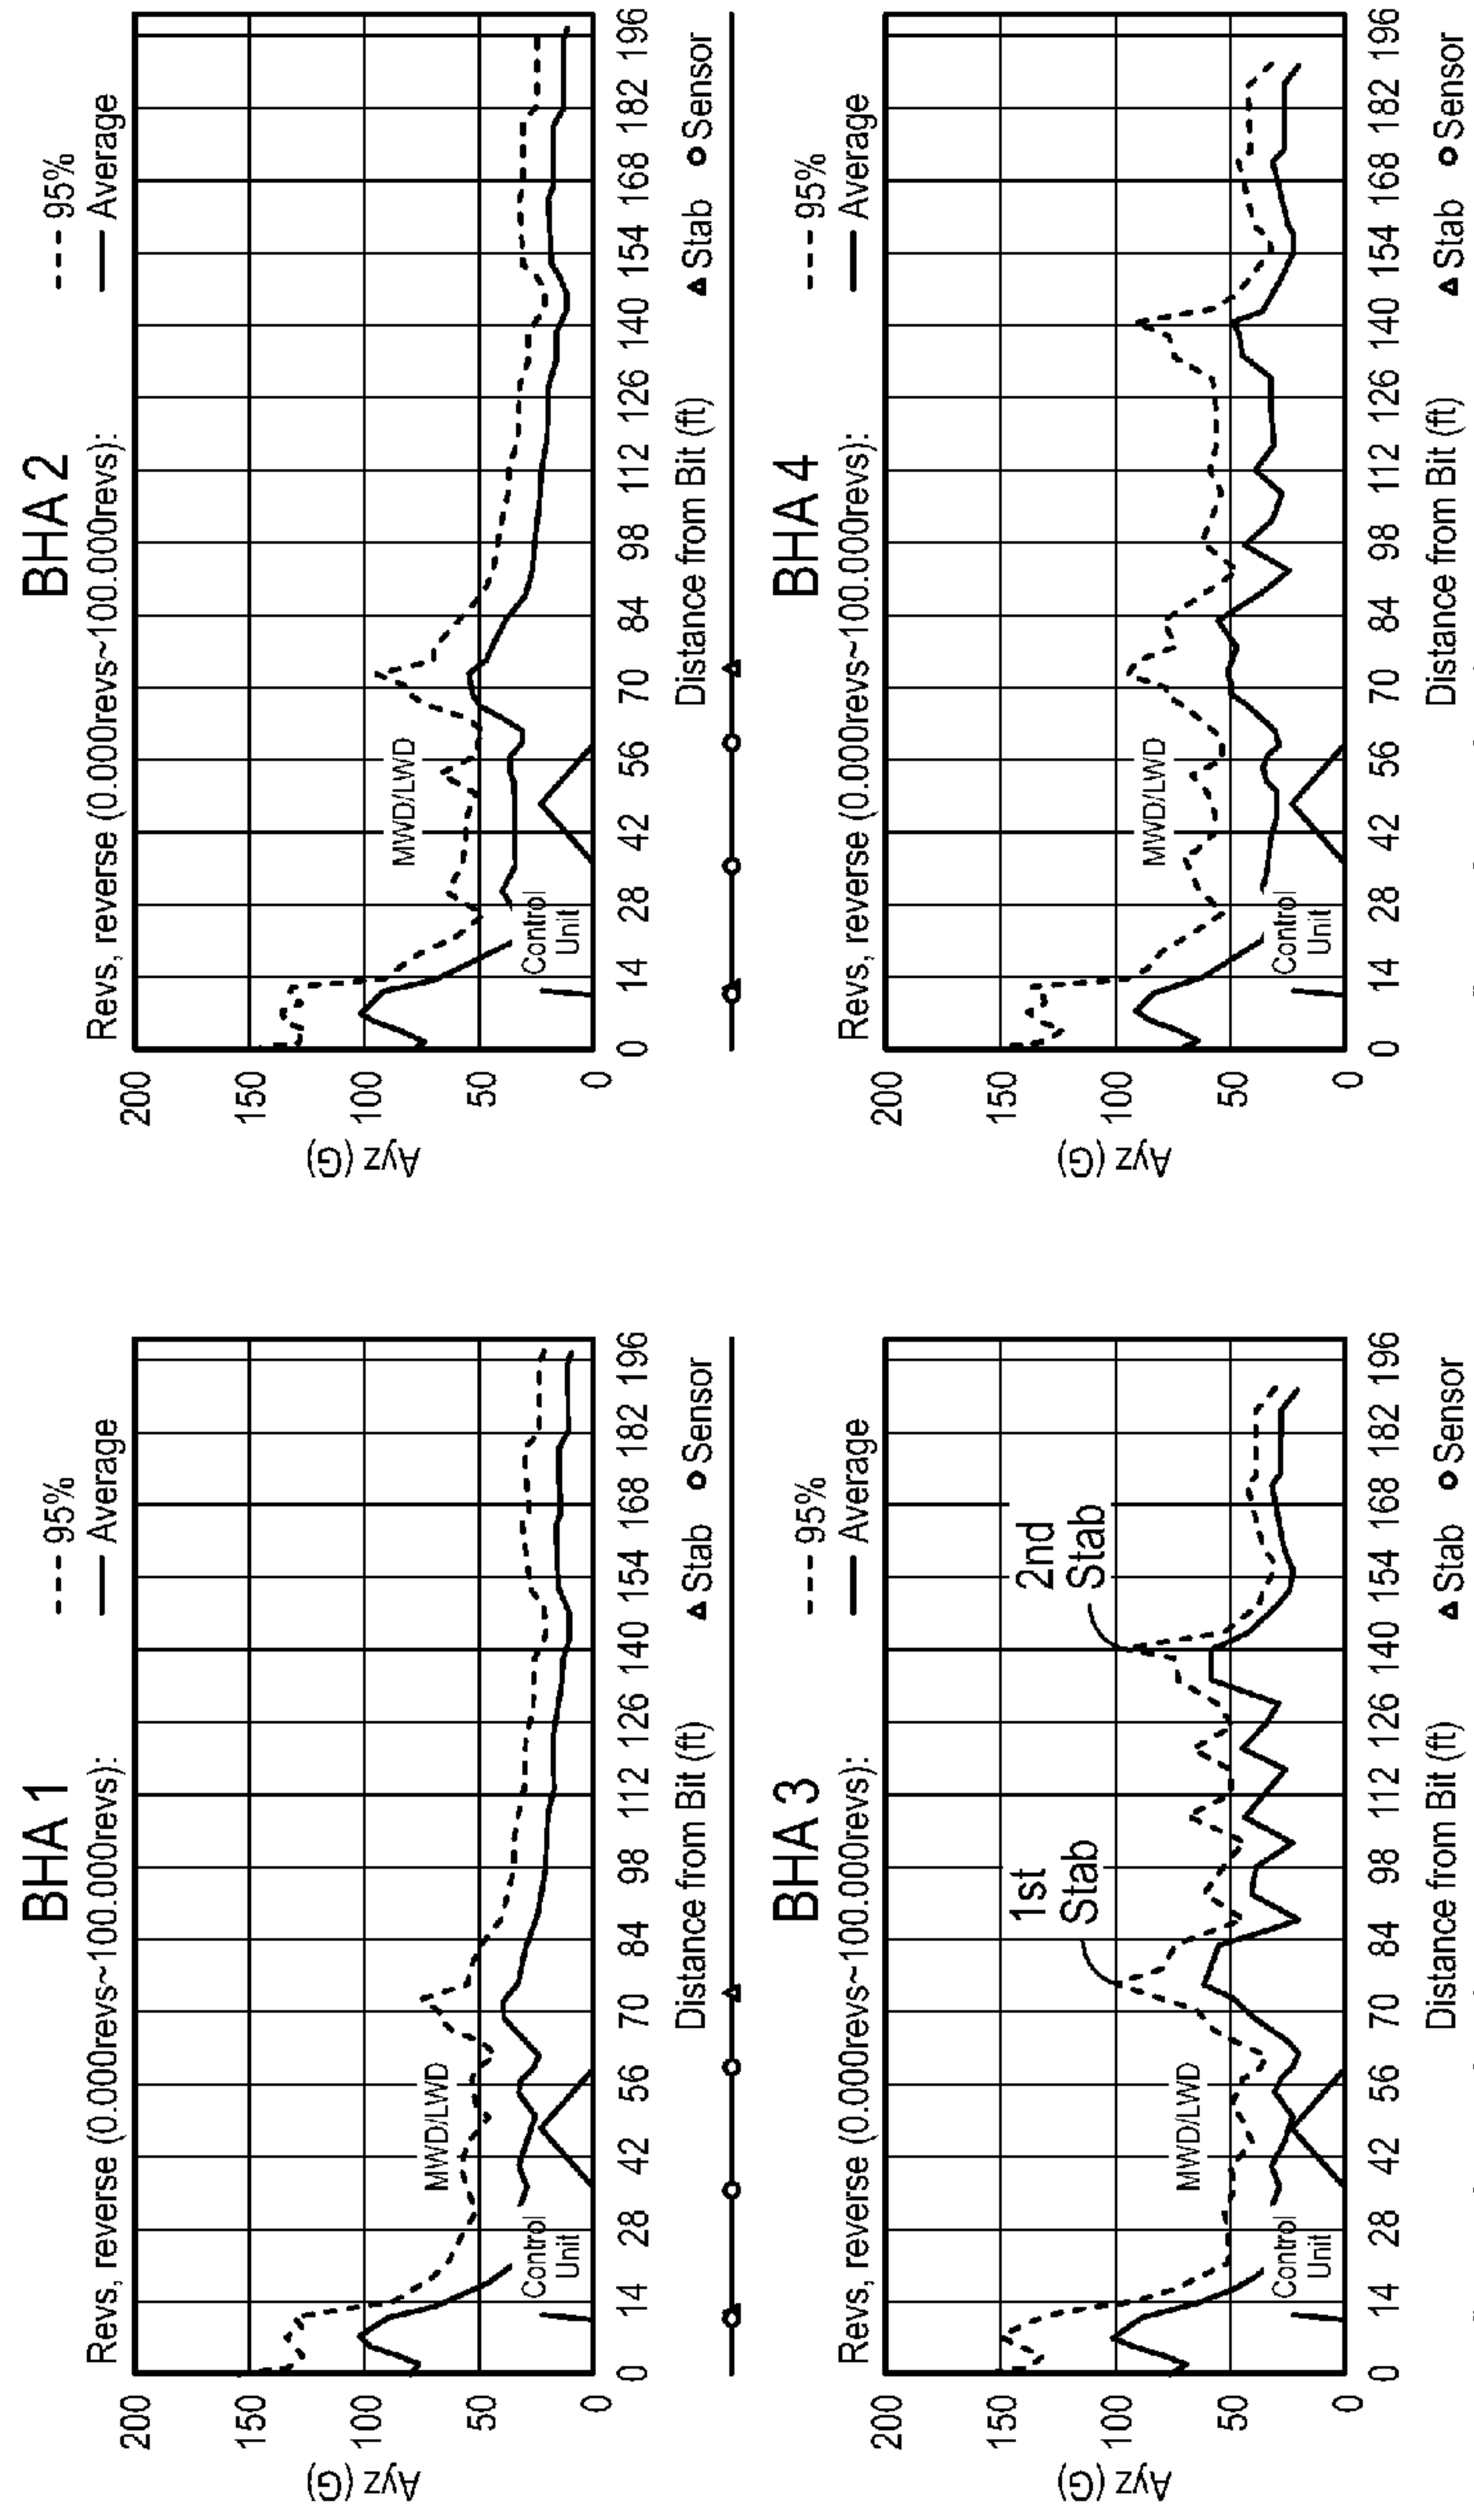 BHA 1
Revs, reverse (0.000revs~100.000revs):
95%
Average
Ayz (G)
200
150
100
50
0
MWD/LWD
Control
Unit
0 14 28 42 56 70 84 98 112 126 140 154 168 182 196
Distance from Bit (ft)
Stab
Sensor
BHA 2
Revs, reverse (0.000revs~100.000revs):
95%
Average
Ayz (G)
200
150
100
50
0
MWD/LWD
Control
Unit
0 14 28 42 56 70 84 98 112 126 140 154 168 182 196
Distance from Bit (ft)
Stab
Sensor
BHA 3
Revs, reverse (0.000revs~100.000revs):
95%
Average
Ayz (G)
200
150
100
50
0
1st
Stab
2nd
Stab
MWD/LWD
Control
Unit
0 14 28 42 56 70 84 98 112 126 140 154 168 182 196
Distance from Bit (ft)
Stab
Sensor
BHA 4
Revs, reverse (0.000revs~100.000revs):
95%
Average
Ayz (G)
200
150
100
50
0
MWD/LWD
Control
Unit
0 14 28 42 56 70 84 98 112 126 140 154 168 182 196
Distance from Bit (ft)
Stab
Sensor